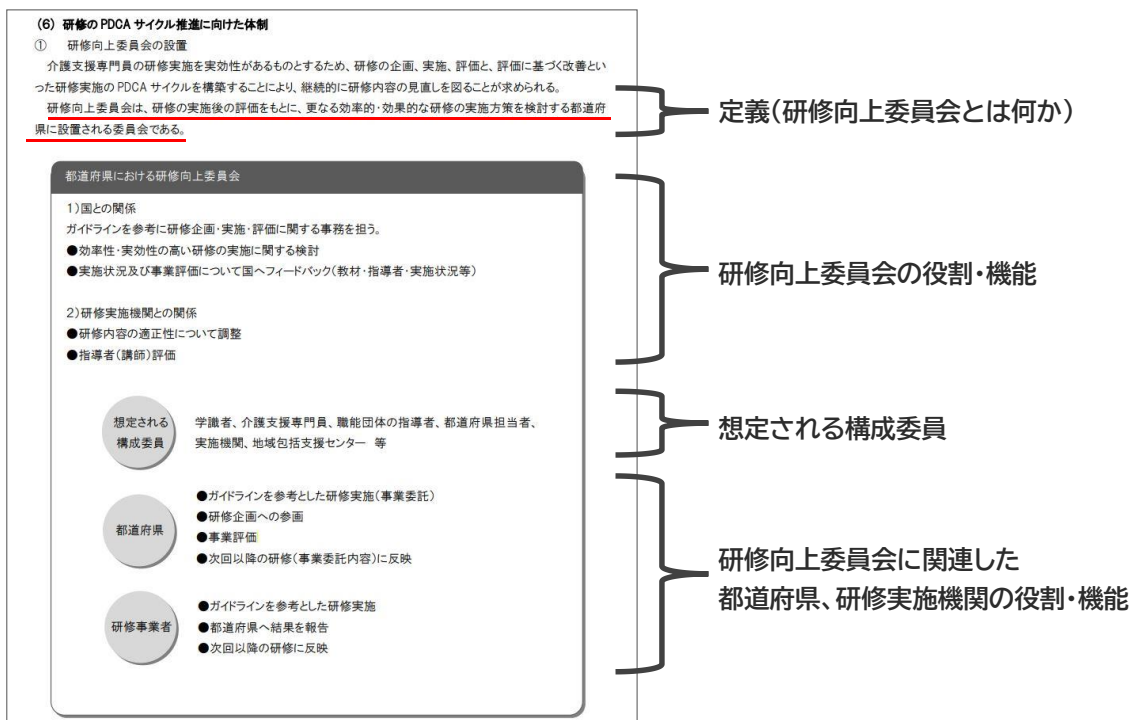 (6) 研修の PDCA サイクル推進に向けた体制
① 研修向上委員会の設置
介護支援専門員の研修実施を実効性があるものとするため、研修の企画、実施、評価と、評価に基づく改善とい
った研修実施の PDCA サイクルを構築することにより、継続的に研修内容の見直しを図ることが求められる。
研修向上委員会は、研修の実施後の評価をもとに、更なる効率的・効果的な研修の実施方策を検討する都道府
県に設置される委員会である。
定義(研修向上委員会とは何か)
都道府県における研修向上委員会
1)国との関係
ガイドラインを参考に研修企画・実施・評価に関する事務を担う。
●効率性・実効性の高い研修の実施に関する検討
●実施状況及び事業評価について国へフィードバック(教材・指導者・実施状況等)
2)研修実施機関との関係
●研修内容の適正性について調整
●指導者(講師)評価
研修向上委員会の役割・機能
想定される
構成委員
学識者、介護支援専門員、職能団体の指導者、都道府県担当者、
実施機関、地域包括支援センター 等
想定される構成委員
都道府県
●ガイドラインを参考とした研修実施(事業委託)
●研修企画への参画
●事業評価
●次回以降の研修(事業委託内容)に反映
研修事業者
●ガイドラインを参考とした研修実施
●都道府県へ結果を報告
●次回以降の研修に反映
研修向上委員会に関連した
都道府県、研修実施機関の役割・機能